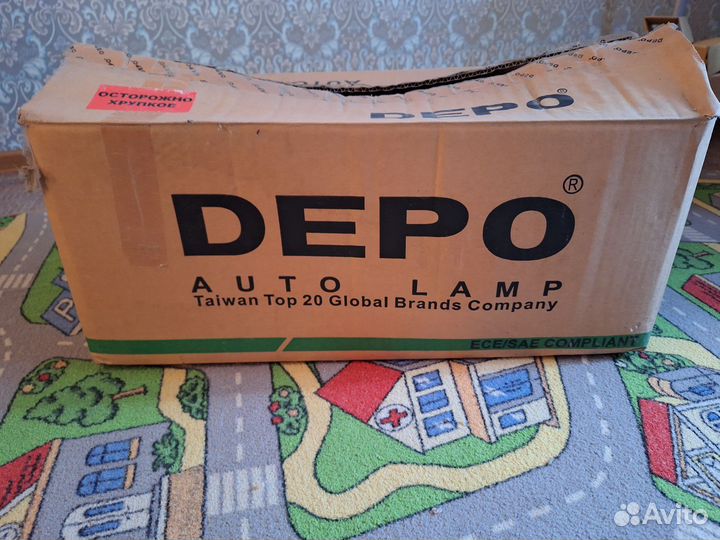 ОСТОРОЖНО
ХРУПКОЕ
DEPO®
DEPO®
AUTO LAMP
Taiwan Top 20 Global Brands Company
ECE/SAE COMPLIANT
Avito